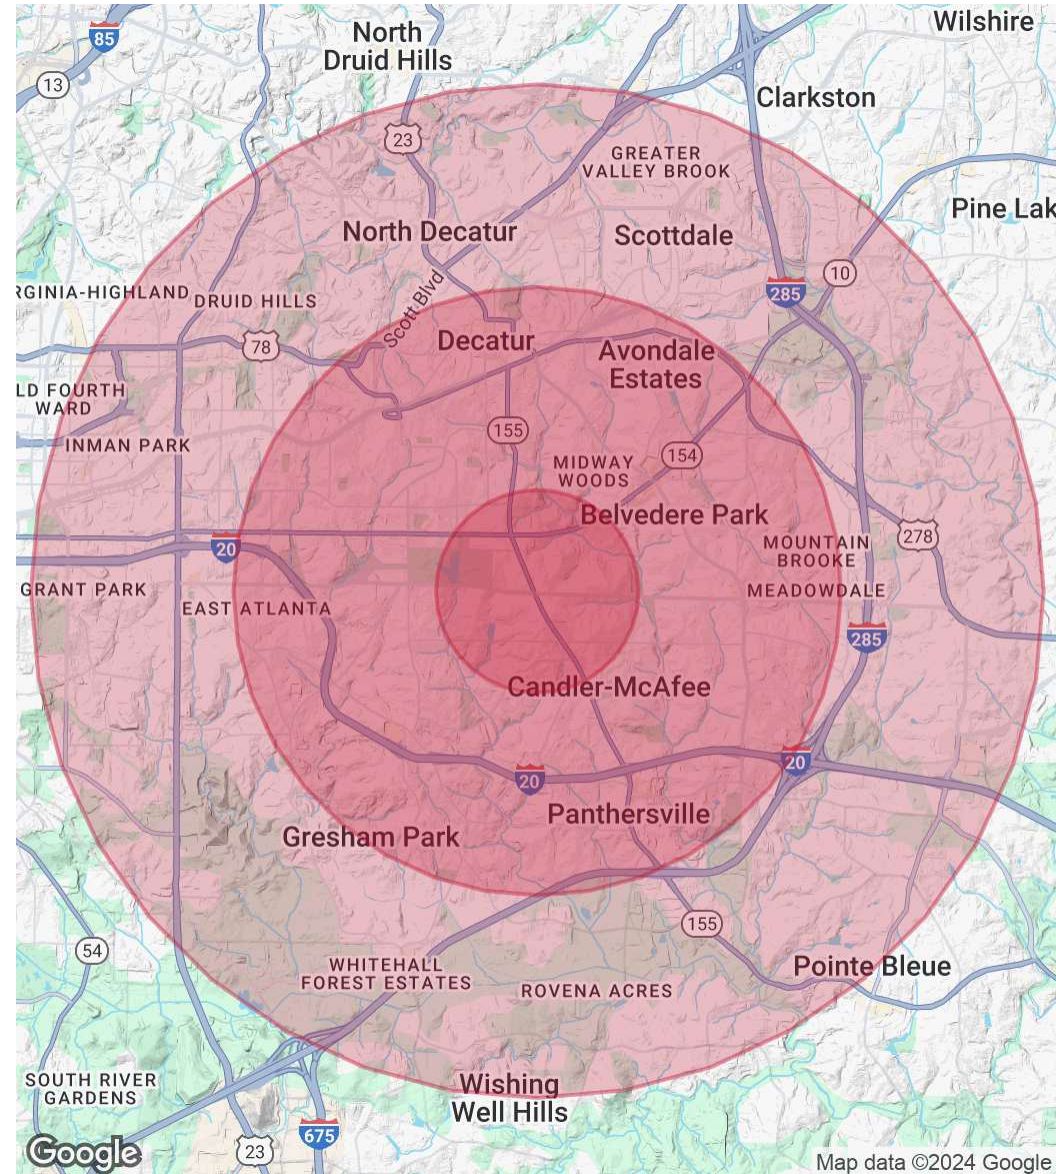 85
North
Druid Hills
Wilshire
13
Clarkston
23
GREATER
VALLEY BROOK
Pine Lak
North Decatur
Scottdale
10
285
RGINIA-HIGHLAND
DRUID HILLS
Scott Blvd
78
Decatur
Avondale
Estates
LD FOURTH
WARD
155
INMAN PARK
154
MIDWAY
WOODS
Belvedere Park
20
278
MOUNTAIN
BROOKE
GRANT PARK
MEADOWDALE
EAST ATLANTA
285
Candler-McAfee
20
20
Panthersville
Gresham Park
155
54
WHITEHALL
FOREST ESTATES
Pointe Bleue
ROVENA ACRES
SOUTH RIVER
GARDENS
Wishing
Well Hills
675
23
Google
Map data ©2024 Google